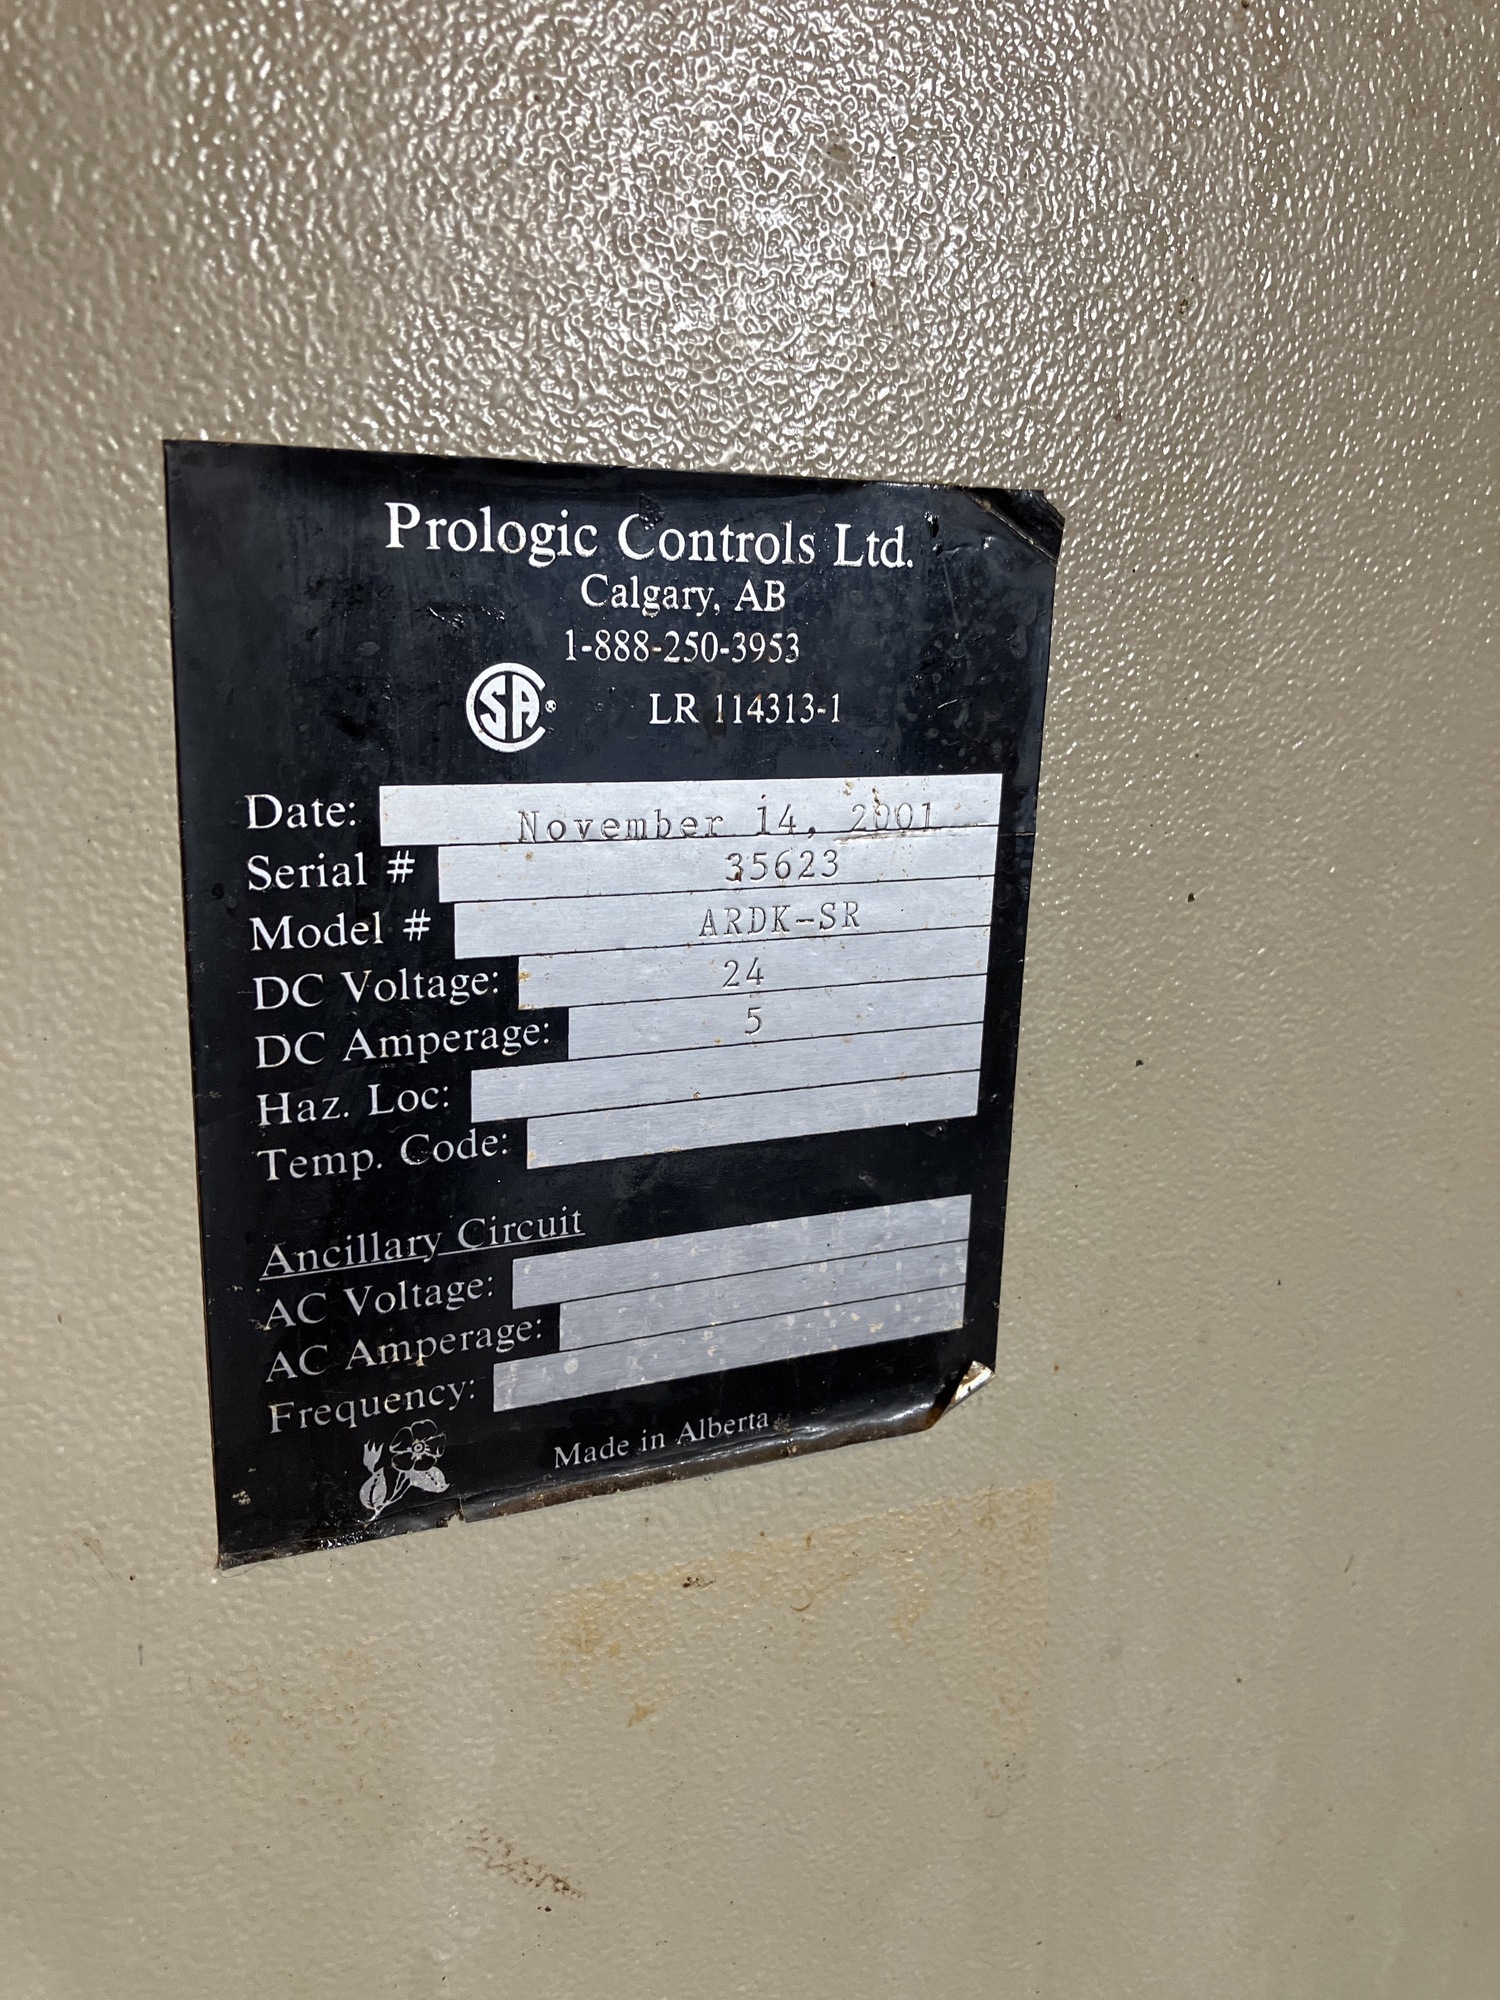 Prologic Controls Ltd.
Calgary, AB
1-888-250-3953
SA ® LR 114313-1
Date: November 14, 2001
Serial # 35623
Model # ARDK-SR
DC Voltage: 24
DC Amperage: 5
Haz. Loc:
Temp. Code:
Ancillary Circuit
AC Voltage:
AC Amperage:
Frequency:
Made in Alberta